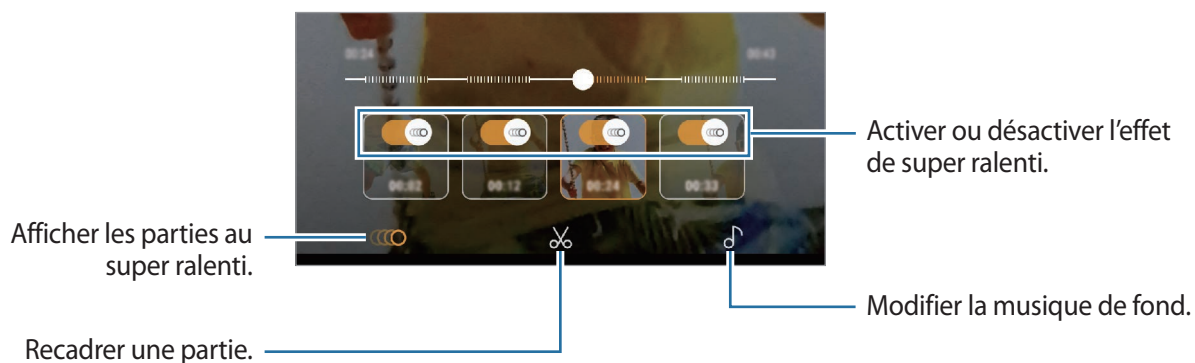 00:24
00:43
00:02
00:12
00:24
00:33
Activer ou désactiver l'effet
de super ralenti.
Afficher les parties au
super ralenti.
Modifier la musique de fond.
Recadrer une partie.